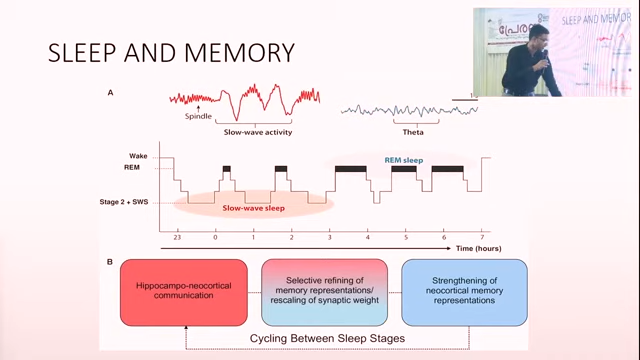 SLEEP AND MEMORY
SLEEP AND MEMOR
പ്രേര
A
Spindle
Slow-wave activity
Theta
1
Wake
REM
Stage 2 + SWS
REM sleep
Slow-wave sleep
23 0 1 2 3 4 5 6 7
Time (hours)
B
Hippocampo-neocortical
communication
Selective refining of
memory representations/
rescaling of synaptic weight
Strengthening of
neocortical memory
representations
Cycling Between Sleep Stages